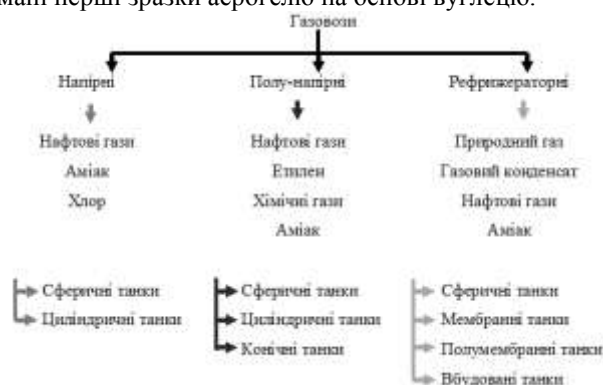 мані перші зразки аерогелю на основі вуглецю.
Газовози
Напірні Полу-напірні Рефрижераторні
Нафтові гази Нафтові гази Природний газ
Аміак Етилен Газовий конденсат
Хлор Хімічні гази Нафтові гази
Аміак Аміак
Сферичні танки Сферичні танки Сферичні танки
Циліндричні танки Циліндричні танки Мембранні танки
Конічні танки Полумембранні танки
Вбудовані танки